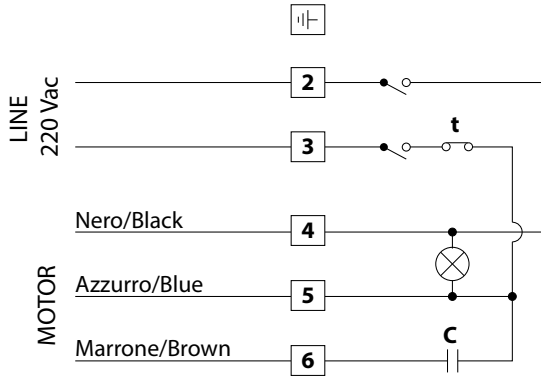 LINE
220 Vac
2
3
t
MOTOR
Nero/Black
4
Azzurro/Blue
5
Marrone/Brown
6
C